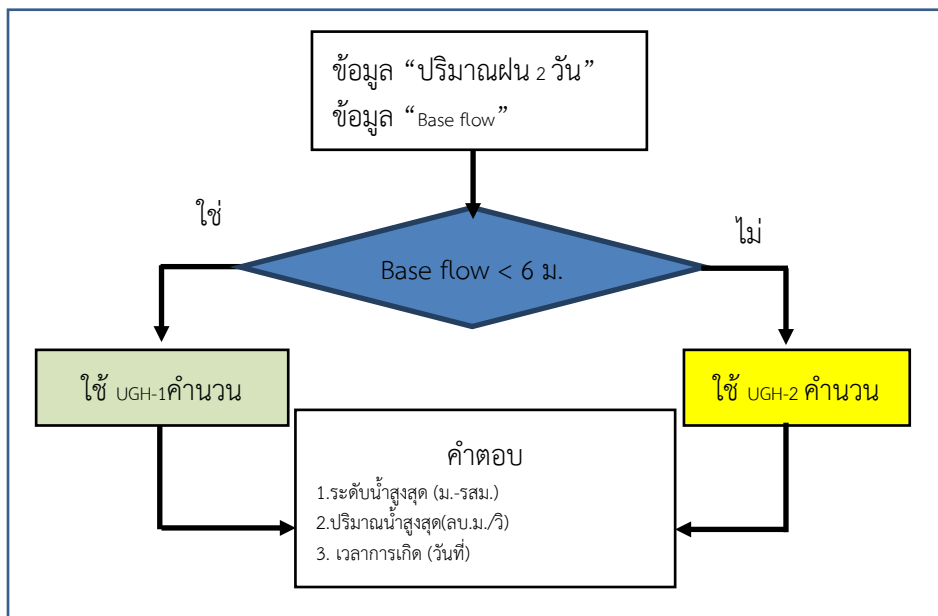 ข้อมูล “ปริมาณฝน 2 วัน”
ข้อมูล “Base flow”
ใช่
ไม่
Base flow < 6 ม.
ใช้ UGH-1คำนวน
ใช้ UGH-2 คำนวน
คำตอบ
1.ระดับน้ำสูงสุด (ม.-รสม.)
2.ปริมาณน้ำสูงสุด(ลบ.ม./วิ)
3. เวลาการเกิด (วันที่)